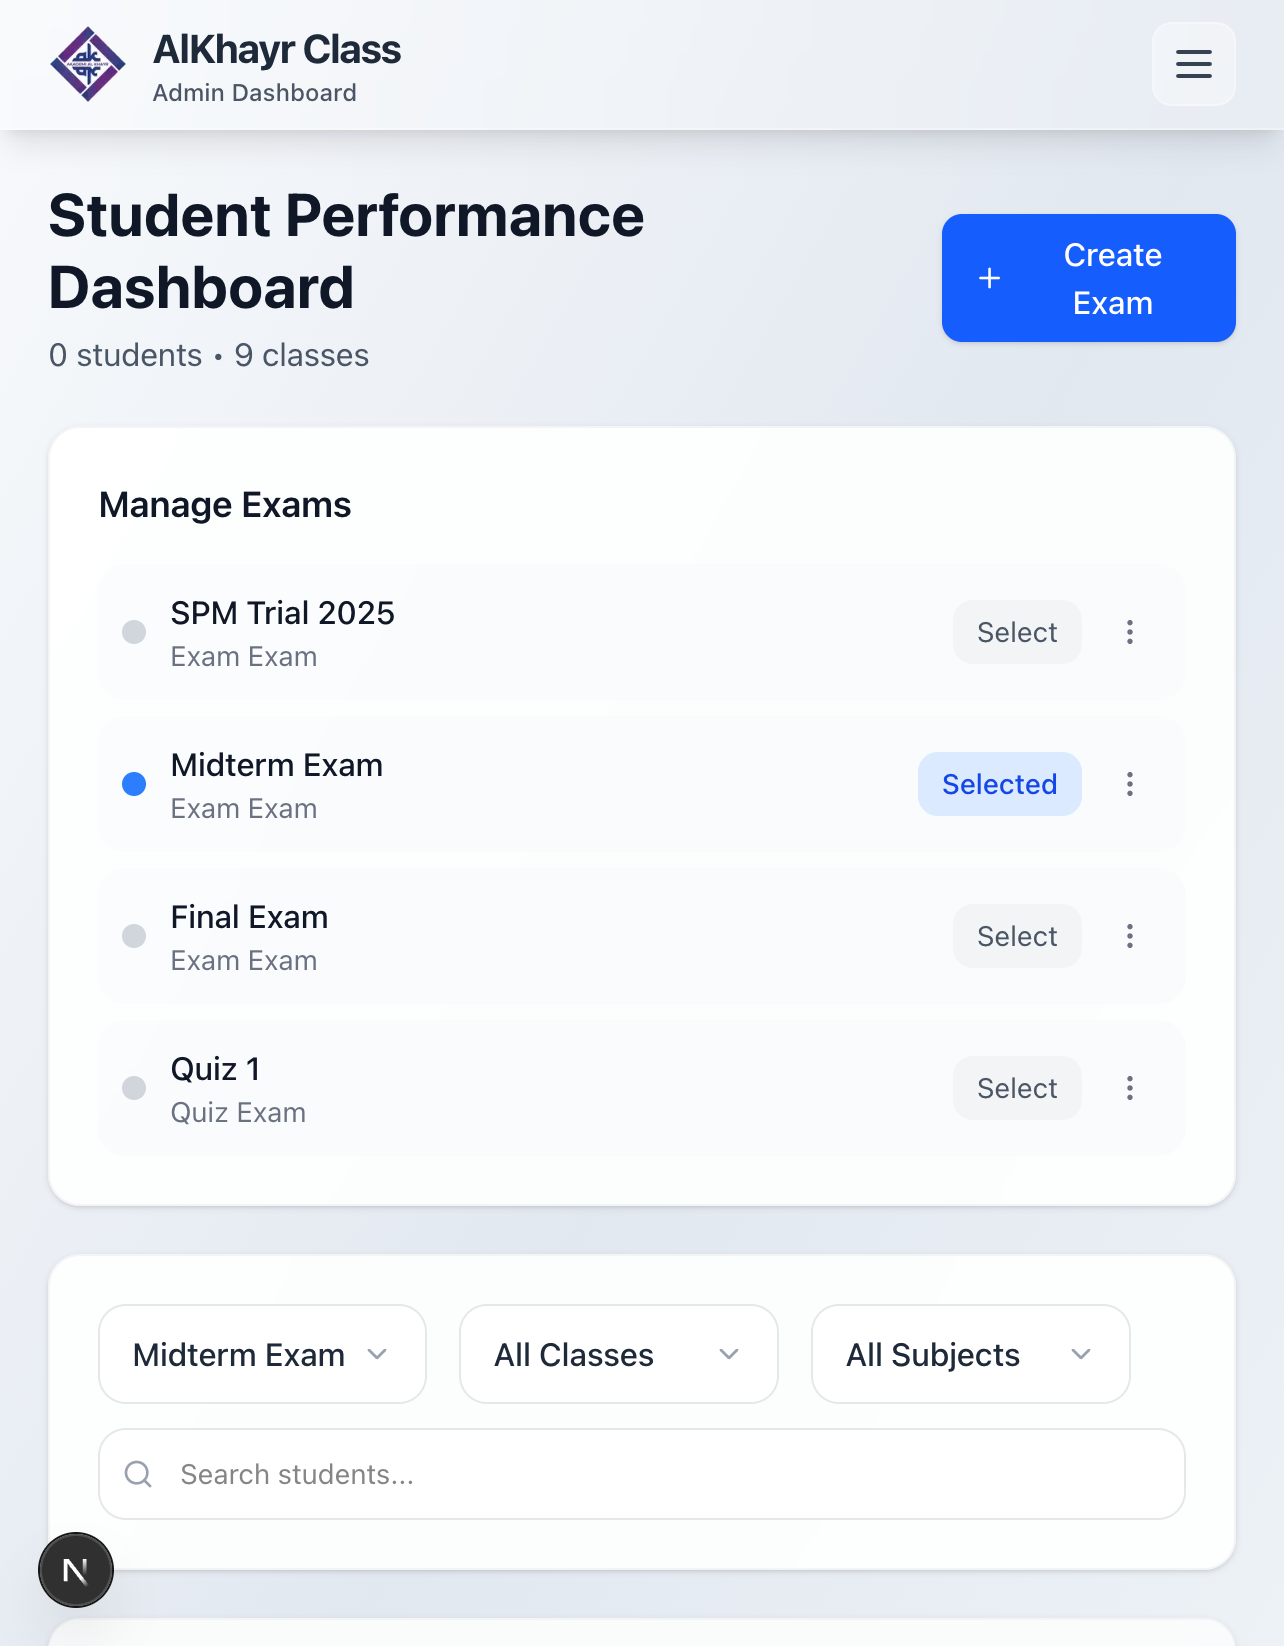 AlKhayr Class
Admin Dashboard
Student Performance
Dashboard
0 students • 9 classes
Create
Exam
Manage Exams
SPM Trial 2025
Exam Exam
Select
Midterm Exam
Exam Exam
Selected
Final Exam
Exam Exam
Select
Quiz 1
Quiz Exam
Select
Midterm Exam
All Classes
All Subjects
Search students...
N